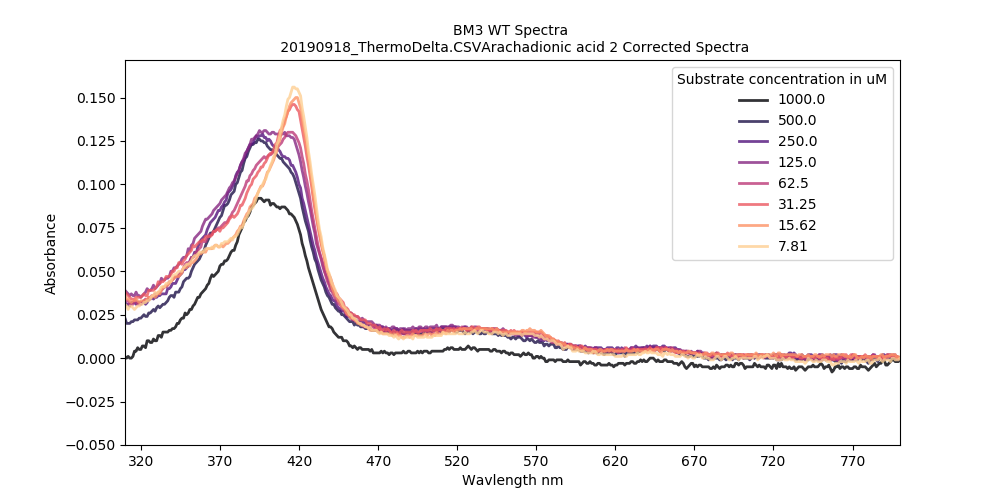 BM3 WT Spectra
20190918_ThermoDelta.CSVArachadionic acid 2 Corrected Spectra
Substrate concentration in uM
1000.0
500.0
250.0
125.0
62.5
31.25
15.62
7.81
Absorbance
0.150
0.125
0.100
0.075
0.050
0.025
0.000
−0.025
−0.050
320 370 420 470 520 570 620 670 720 770
Wavlength nm